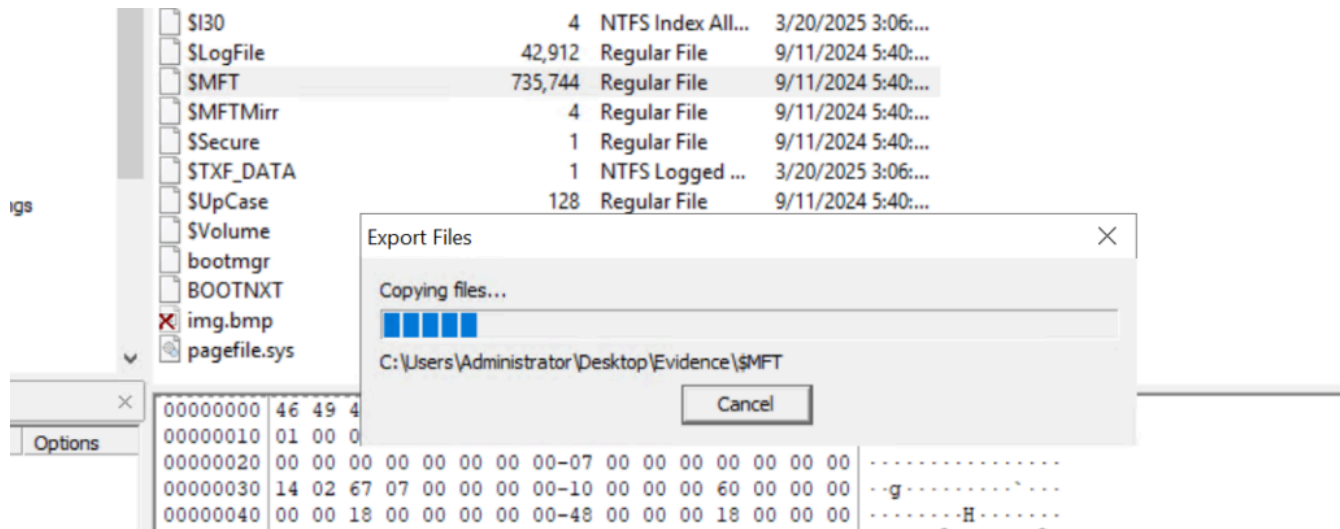 $I30 4 NTFS Index All... 3/20/2025 3:06:...
$LogFile 42,912 Regular File 9/11/2024 5:40:...
$MFT 735,744 Regular File 9/11/2024 5:40:...
$MFTMirr 4 Regular File 9/11/2024 5:40:...
$Secure 1 Regular File 9/11/2024 5:40:...
$TXF_DATA 1 NTFS Logged ... 3/20/2025 3:06:...
$UpCase 128 Regular File 9/11/2024 5:40:...
$Volume
bootmgr
BOOTNXT
img.bmp
pagefile.sys
Export Files
Copying files...
C:\Users\Administrator\Desktop\Evidence\$MFT
Cancel
Options
00000000 46 49 4
00000010 01 00 0
00000020 00 00 00 00 00 00 00 00-07 00 00 00 00 00 00 00 ················
00000030 14 02 67 07 00 00 00 00-10 00 00 00 60 00 00 00 ··g·········`···
00000040 00 00 18 00 00 00 00 00-48 00 00 00 18 00 00 00 ········H·······